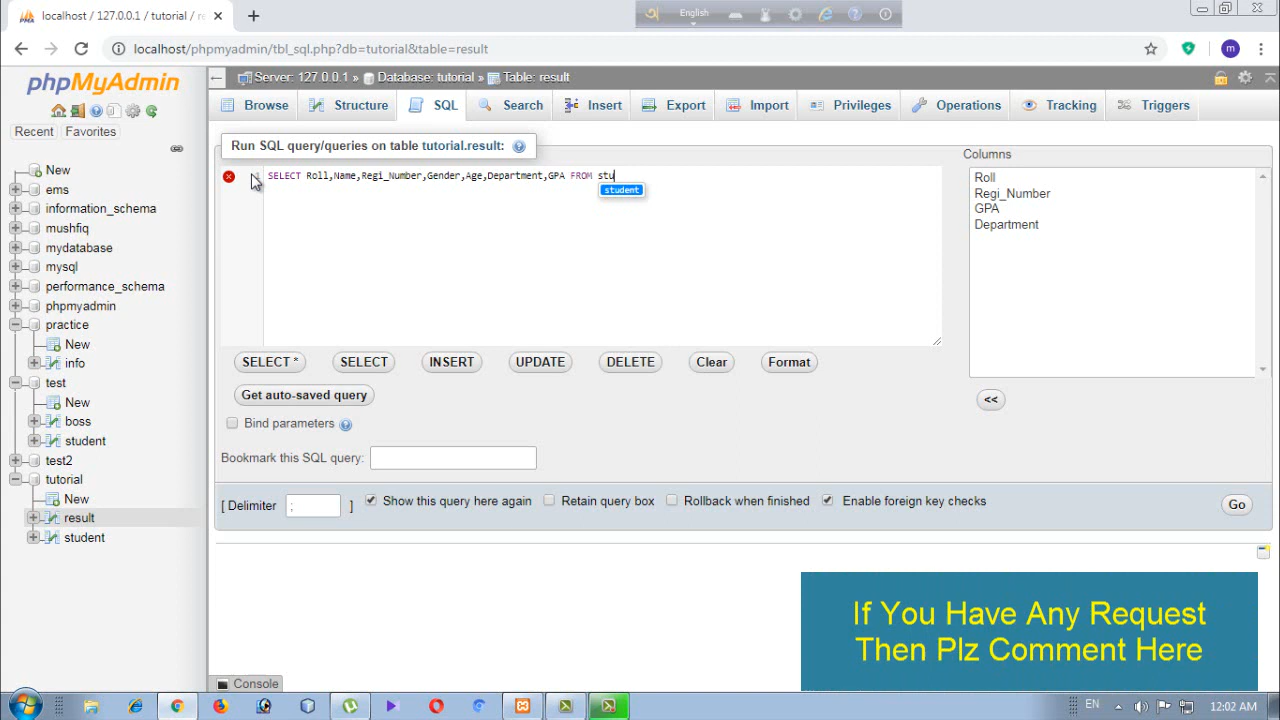 localhost / 127.0.0.1 / tutorial / re
English
localhost/phpmyadmin/tbl_sql.php?db=tutorial&table=result
m
phpMyAdmin
Recent Favorites
New
ems
information_schema
mushfiq
mydatabase
mysql
performance_schema
phpmyadmin
practice
New
info
test
New
boss
student
test2
tutorial
New
result
student
Server: 127.0.0.1 » Database: tutorial » Table: result
Browse Structure SQL Search Insert Export Import Privileges Operations Tracking Triggers
Run SQL query/queries on table tutorial.result:
SELECT Roll,Name,Regi_Number,Gender,Age,Department,GPA FROM stu
student
Columns
Roll
Regi_Number
GPA
Department
SELECT * SELECT INSERT UPDATE DELETE Clear Format
<<
Get auto-saved query
Bind parameters
Bookmark this SQL query:
[ Delimiter ; ] Show this query here again Retain query box Rollback when finished Enable foreign key checks Go
If You Have Any Request
Then Plz Comment Here
Console
EN 12:02 AM